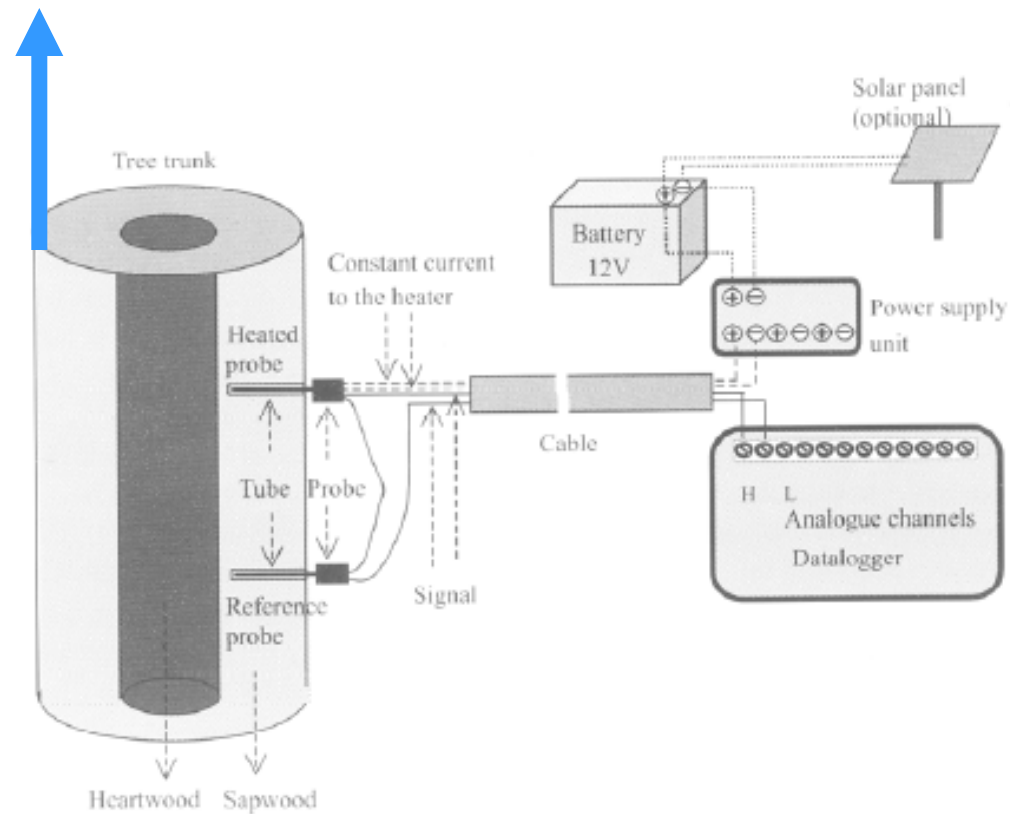 Solar panel
(optional)
Tree trunk
Battery
12V
Constant current
to the heater
Power supply
unit
Heated
probe
Cable
Tube
Probe
H L
Analogue channels
Datalogger
Signal
Reference
probe
Heartwood
Sapwood